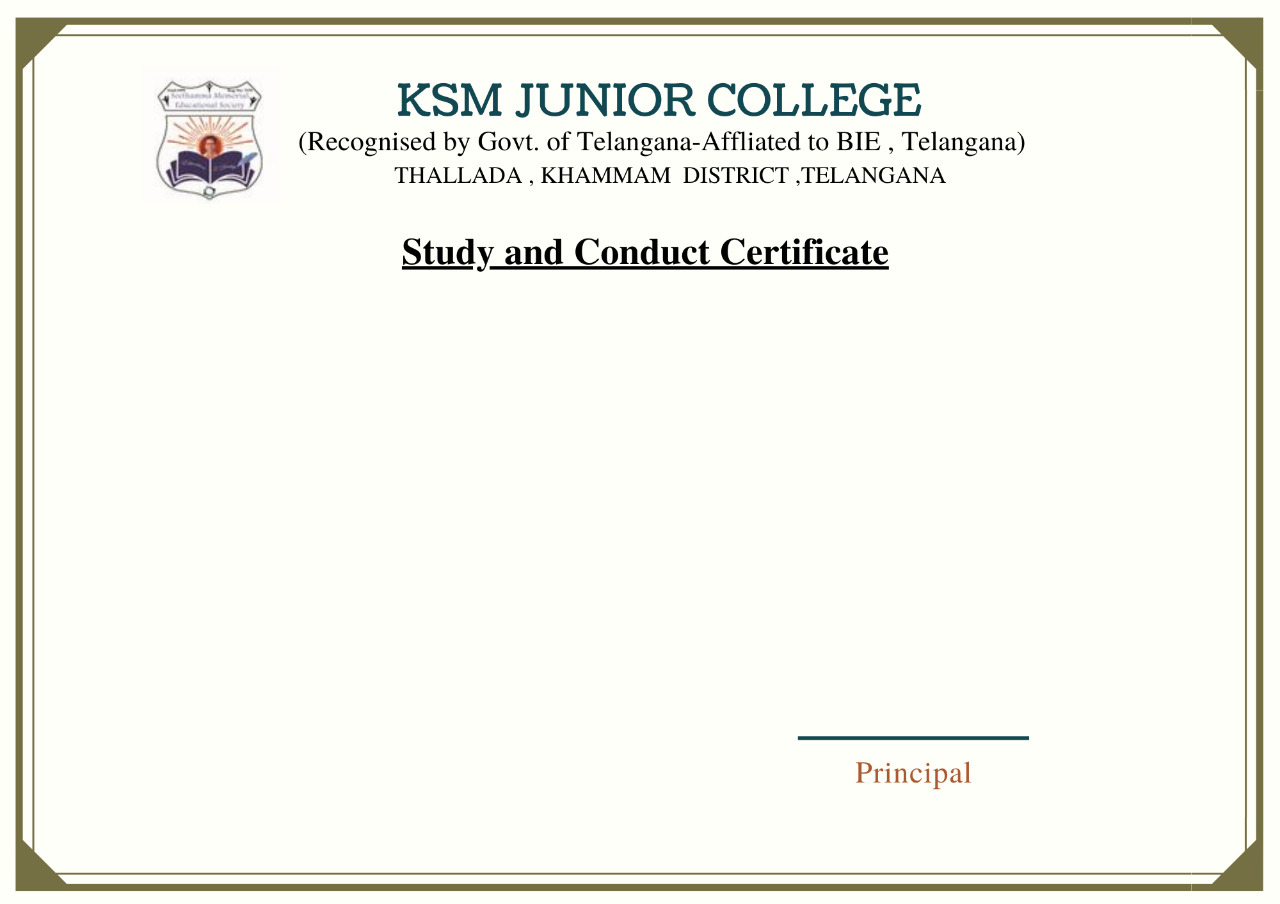 Seethamma Memorial
Educational Society
KSM JUNIOR COLLEGE
(Recognised by Govt. of Telangana-Affliated to BIE , Telangana)
THALLADA , KHAMMAM DISTRICT ,TELANGANA
Study and Conduct Certificate
Principal